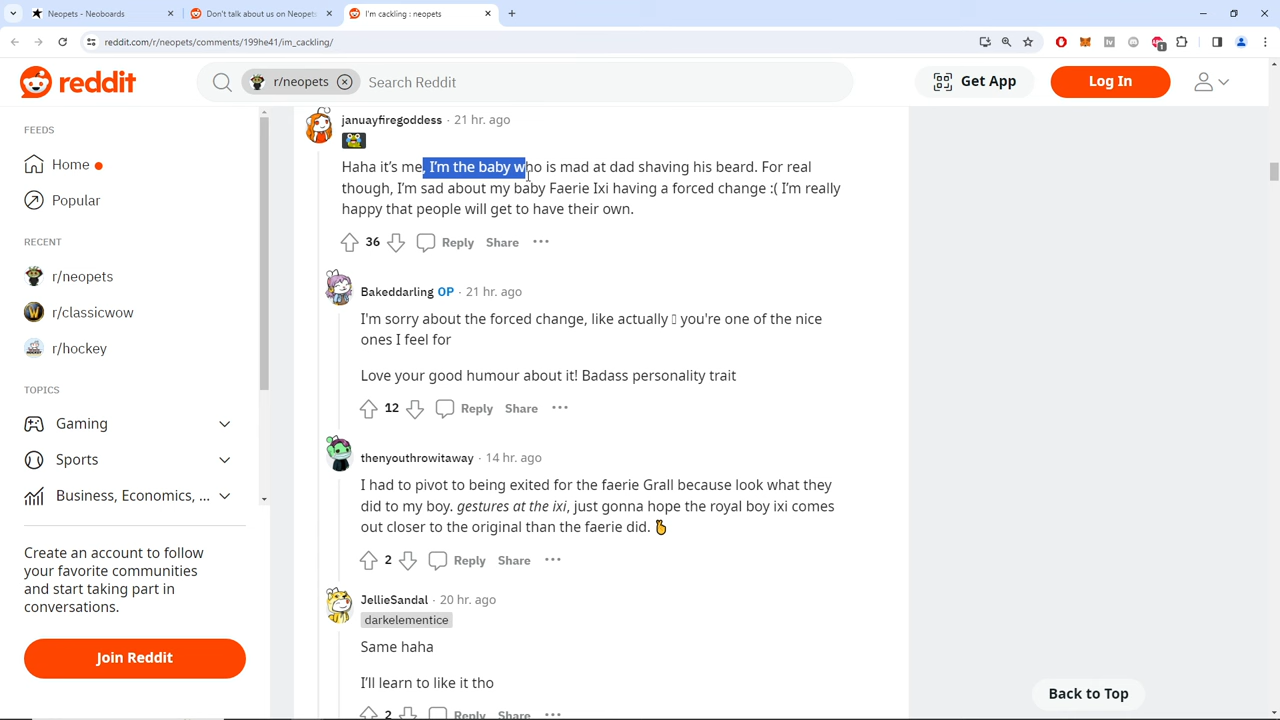 Neopets - Neoboards
Don't talk about us on Neopets
I'm cackling : neopets
reddit.com/r/neopets/comments/199he41/im_cackling/
reddit
r/neopets
Search Reddit
Get App
Log In
FEEDS
Home
Popular
RECENT
r/neopets
r/classicwow
r/hockey
TOPICS
Gaming
Sports
Business, Economics, ...
Create an account to follow
your favorite communities
and start taking part in
conversations.
Join Reddit
januayfiregoddess · 21 hr. ago
Haha it’s me, I’m the baby who is mad at dad shaving his beard. For real
though, I’m sad about my baby Faerie Ixi having a forced change :( I’m really
happy that people will get to have their own.
36 Reply Share ...
Bakeddarling OP · 21 hr. ago
I'm sorry about the forced change, like actually you're one of the nice
ones I feel for
Love your good humour about it! Badass personality trait
12 Reply Share ...
thenyouthrowitaway · 14 hr. ago
I had to pivot to being exited for the faerie Grall because look what they
did to my boy. gestures at the ixi, just gonna hope the royal boy ixi comes
out closer to the original than the faerie did.
2 Reply Share ...
JellieSandal · 20 hr. ago
darkelementice
Same haha
I’ll learn to like it tho
2 Reply Share ...
Back to Top